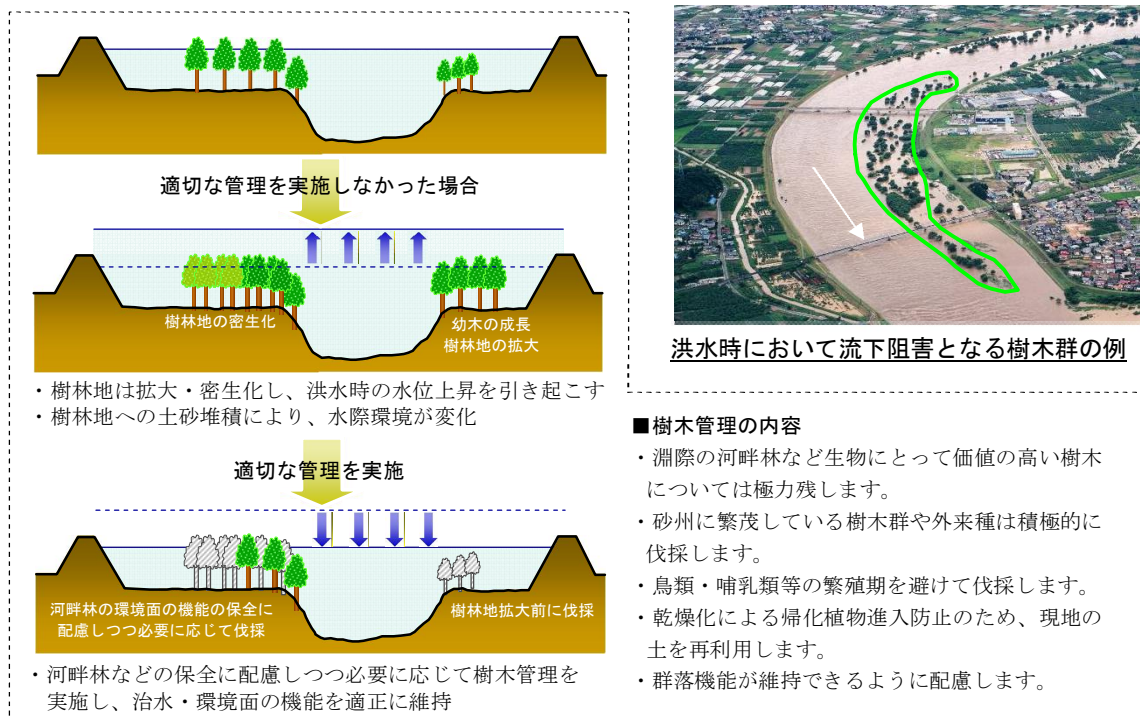 適切な管理を実施しなかった場合
樹林地の密生化
幼木の成長
樹林地の拡大
・樹林地は拡大・密生化し、洪水時の水位上昇を引き起こす
・樹林地への土砂堆積により、水際環境が変化
適切な管理を実施
河畔林の環境面の機能の保全に
配慮しつつ必要に応じて伐採
樹林地拡大前に伐採
・河畔林などの保全に配慮しつつ必要に応じて樹木管理を
実施し、治水・環境面の機能を適正に維持
洪水時において流下阻害となる樹木群の例
■樹木管理の内容
・淵際の河畔林など生物にとって価値の高い樹木
については極力残します。
・砂州に繁茂している樹木群や外来種は積極的に
伐採します。
・鳥類・哺乳類等の繁殖期を避けて伐採します。
・乾燥化による帰化植物進入防止のため、現地の
土を再利用します。
・群落機能が維持できるように配慮します。